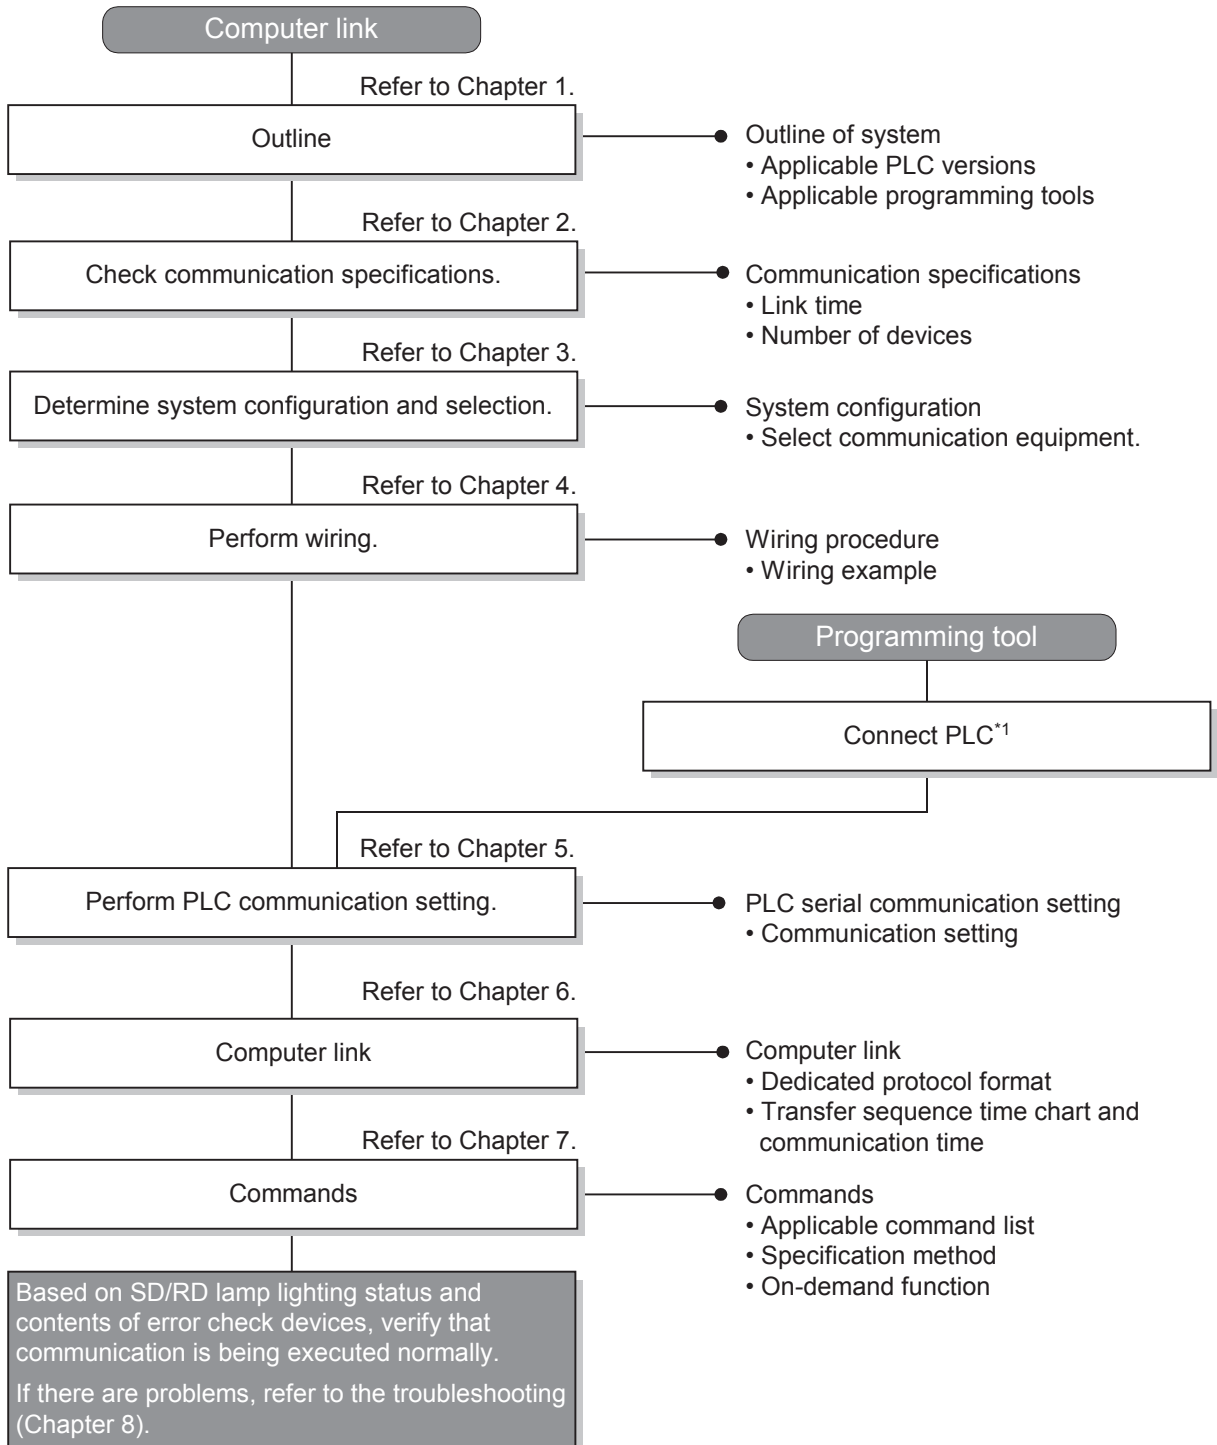 Computer link
Refer to Chapter 1.
Outline
Outline of system
• Applicable PLC versions
• Applicable programming tools
Refer to Chapter 2.
Check communication specifications.
Communication specifications
• Link time
• Number of devices
Refer to Chapter 3.
Determine system configuration and selection.
System configuration
• Select communication equipment.
Refer to Chapter 4.
Perform wiring.
Wiring procedure
• Wiring example
Programming tool
Connect PLC*1
Refer to Chapter 5.
Perform PLC communication setting.
PLC serial communication setting
• Communication setting
Refer to Chapter 6.
Computer link
Computer link
• Dedicated protocol format
• Transfer sequence time chart and
communication time
Refer to Chapter 7.
Commands
Commands
• Applicable command list
• Specification method
• On-demand function
Based on SD/RD lamp lighting status and
contents of error check devices, verify that
communication is being executed normally.
If there are problems, refer to the troubleshooting
(Chapter 8).